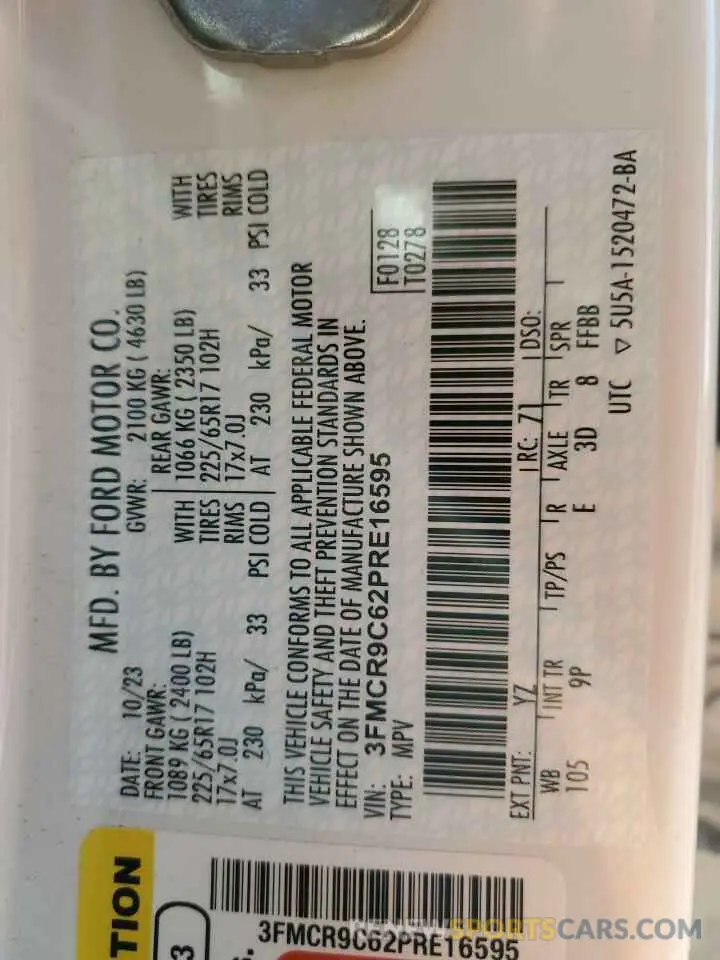 MFD. BY FORD MOTOR CO.
DATE: 10/23
GVWR: 2100 KG ( 4630 LB)
FRONT GAWR:
REAR GAWR:
1089 KG ( 2400 LB)
WITH
1066 KG ( 2350 LB)
WITH
225/65R17 102H
TIRES
225/65R17 102H
TIRES
17x7.0J
RIMS
17x7.0J
RIMS
AT 230 kPa/ 33 PSI COLD
AT 230 kPa/ 33 PSI COLD
THIS VEHICLE CONFORMS TO ALL APPLICABLE FEDERAL MOTOR
VEHICLE SAFETY AND THEFT PREVENTION STANDARDS IN
EFFECT ON THE DATE OF MANUFACTURE SHOWN ABOVE.
VIN: 3FMCR9C62PRE16595
TYPE: MPV
F0128
T0278
EXT PNT: YZ
RC: 71
DSO:
WB
INT TR
TP/PS
R
AXLE
TR
SPR
105
9P
E
3D
8
FFBB
UTC ▽ 5U5A-1520472-BA
TION
3
3FMCR9C62PRE16595
RENEWSPORTSCARS.COM